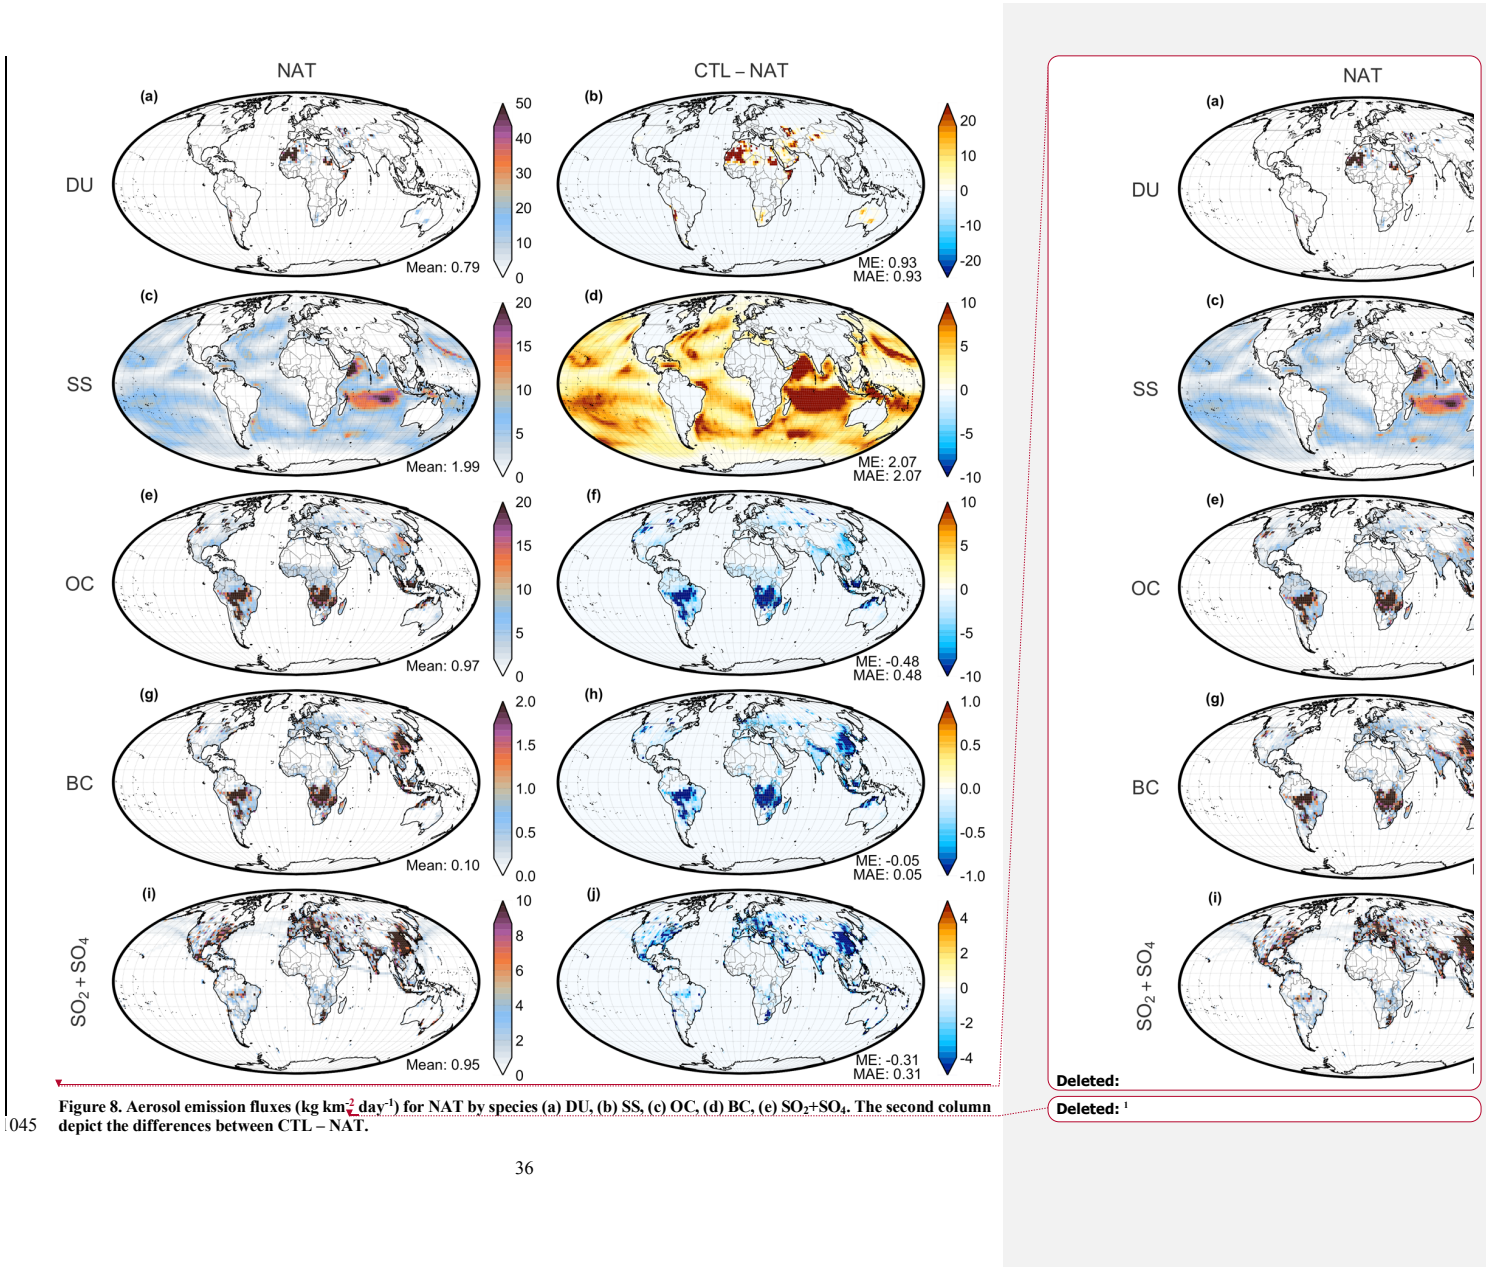 NAT
CTL – NAT
DU
(a)
50
40
30
20
10
0
Mean: 0.79
(b)
20
10
0
-10
-20
ME: 0.93
MAE: 0.93
SS
(c)
20
15
10
5
0
Mean: 1.99
(d)
10
5
0
-5
-10
ME: 2.07
MAE: 2.07
OC
(e)
20
15
10
5
0
Mean: 0.97
(f)
10
5
0
-5
-10
ME: -0.48
MAE: 0.48
BC
(g)
2.0
1.5
1.0
0.5
0.0
Mean: 0.10
(h)
1.0
0.5
0.0
-0.5
-1.0
ME: -0.05
MAE: 0.05
SO2 + SO4
(i)
10
8
6
4
2
0
Mean: 0.95
(j)
4
2
0
-2
-4
ME: -0.31
MAE: 0.31
Figure 8. Aerosol emission fluxes (kg km-2 day-1) for NAT by species (a) DU, (b) SS, (c) OC, (d) BC, (e) SO2+SO4. The second column
045 depict the differences between CTL – NAT.
36
NAT
DU
(a)
SS
(c)
OC
(e)
BC
(g)
SO2 + SO4
(i)
Deleted:
Deleted: 1